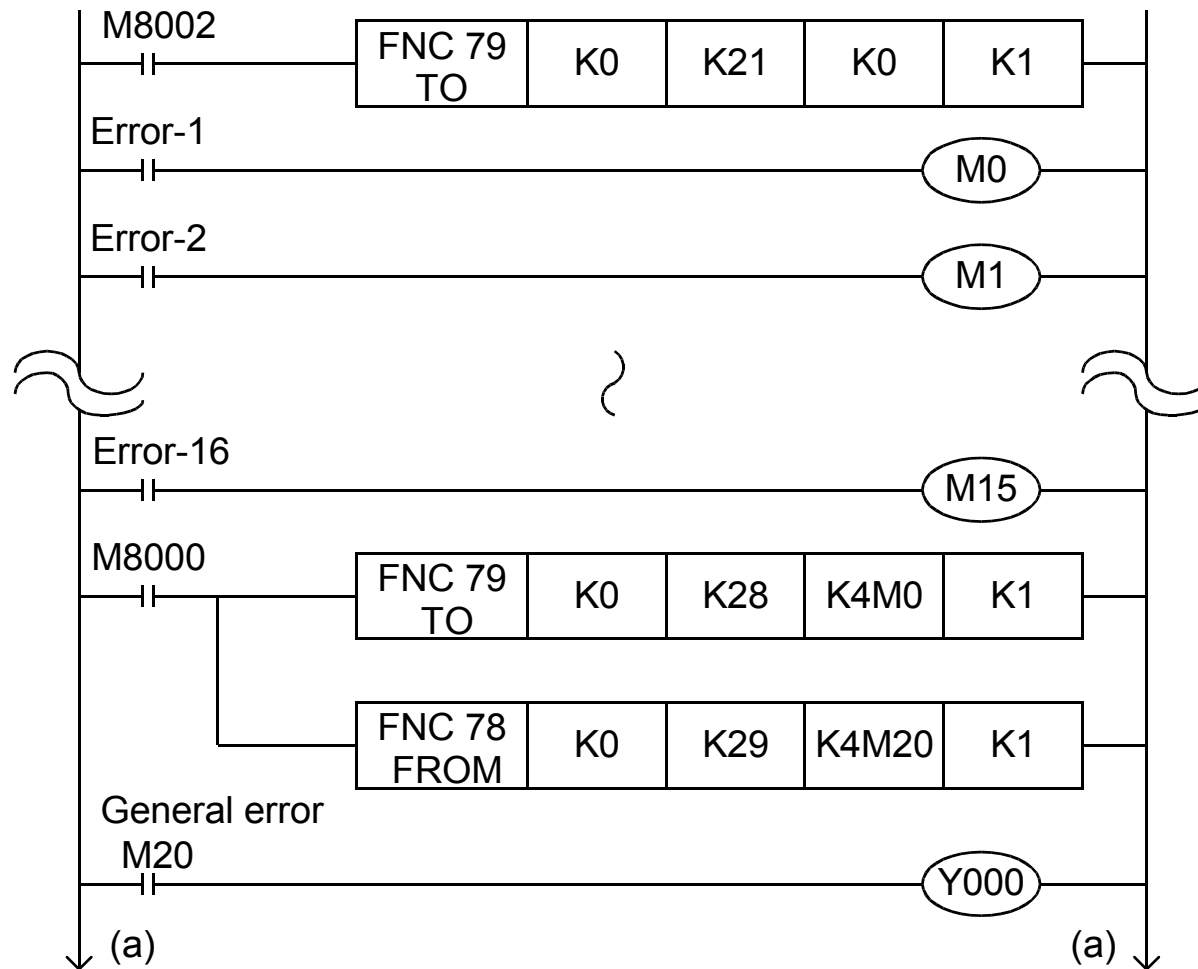 M8002
FNC 79 TO K0 K21 K0 K1
Error-1
M0
Error-2
M1
Error-16
M15
M8000
FNC 79 TO K0 K28 K4M0 K1
FNC 78 FROM K0 K29 K4M20 K1
General error
M20
Y000
(a) (a)